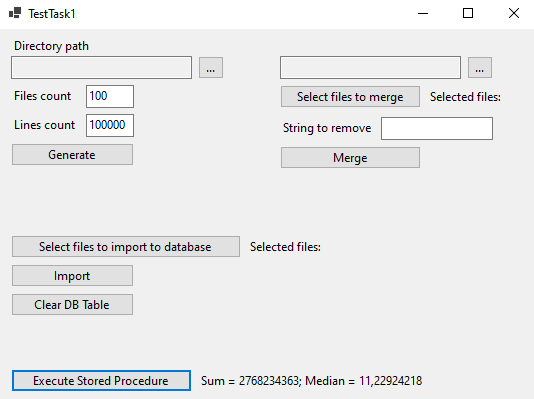 TestTask1
Directory path
...
...
Files count 100
Select files to merge Selected files:
Lines count 100000
String to remove
Generate
Merge
Select files to import to database Selected files:
Import
Clear DB Table
Execute Stored Procedure Sum = 2768234363; Median = 11,22924218